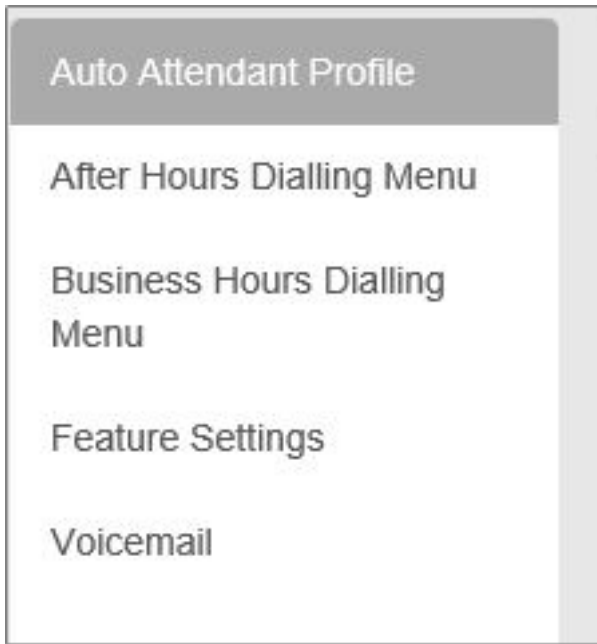 Auto Attendant Profile
After Hours Dialling Menu
Business Hours Dialling
Menu
Feature Settings
Voicemail